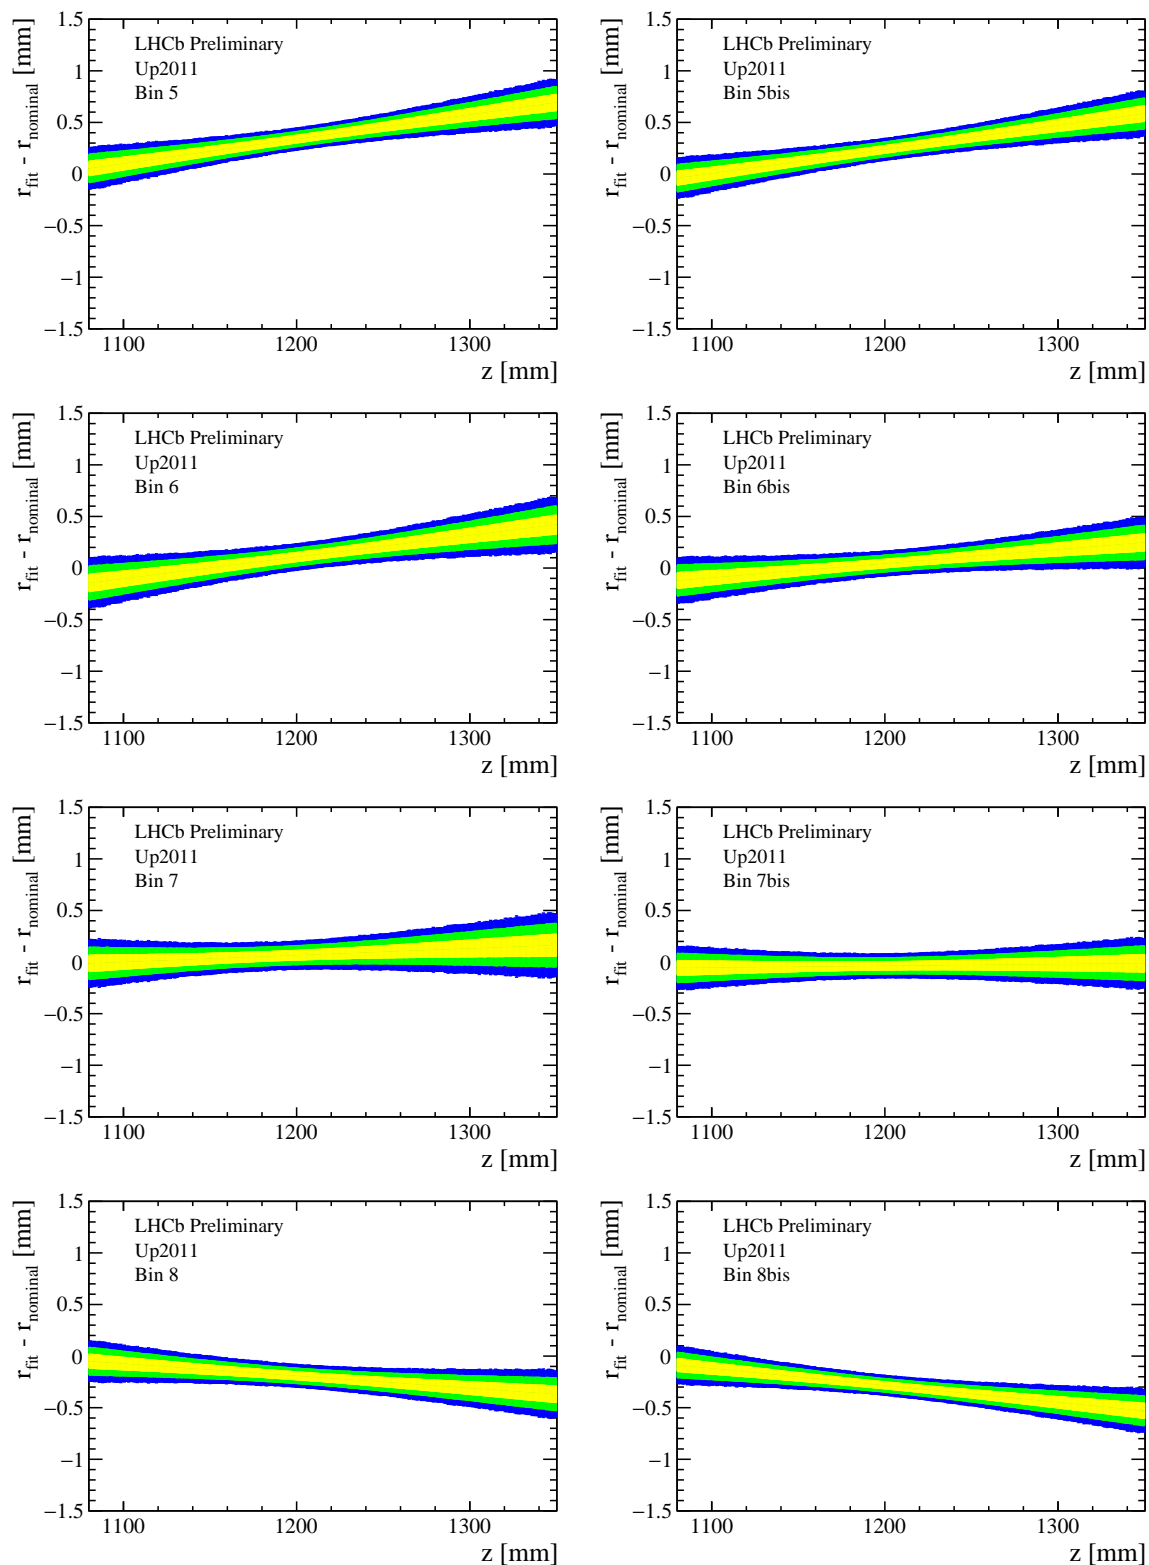 LHCb Preliminary
Up2011
Bin 5
r_fit - r_nominal [mm]
1.5
1
0.5
0
−0.5
−1
−1.5
1100 1200 1300
z [mm]
LHCb Preliminary
Up2011
Bin 5bis
r_fit - r_nominal [mm]
1.5
1
0.5
0
−0.5
−1
−1.5
1100 1200 1300
z [mm]
LHCb Preliminary
Up2011
Bin 6
r_fit - r_nominal [mm]
1.5
1
0.5
0
−0.5
−1
−1.5
1100 1200 1300
z [mm]
LHCb Preliminary
Up2011
Bin 6bis
r_fit - r_nominal [mm]
1.5
1
0.5
0
−0.5
−1
−1.5
1100 1200 1300
z [mm]
LHCb Preliminary
Up2011
Bin 7
r_fit - r_nominal [mm]
1.5
1
0.5
0
−0.5
−1
−1.5
1100 1200 1300
z [mm]
LHCb Preliminary
Up2011
Bin 7bis
r_fit - r_nominal [mm]
1.5
1
0.5
0
−0.5
−1
−1.5
1100 1200 1300
z [mm]
LHCb Preliminary
Up2011
Bin 8
r_fit - r_nominal [mm]
1.5
1
0.5
0
−0.5
−1
−1.5
1100 1200 1300
z [mm]
LHCb Preliminary
Up2011
Bin 8bis
r_fit - r_nominal [mm]
1.5
1
0.5
0
−0.5
−1
−1.5
1100 1200 1300
z [mm]